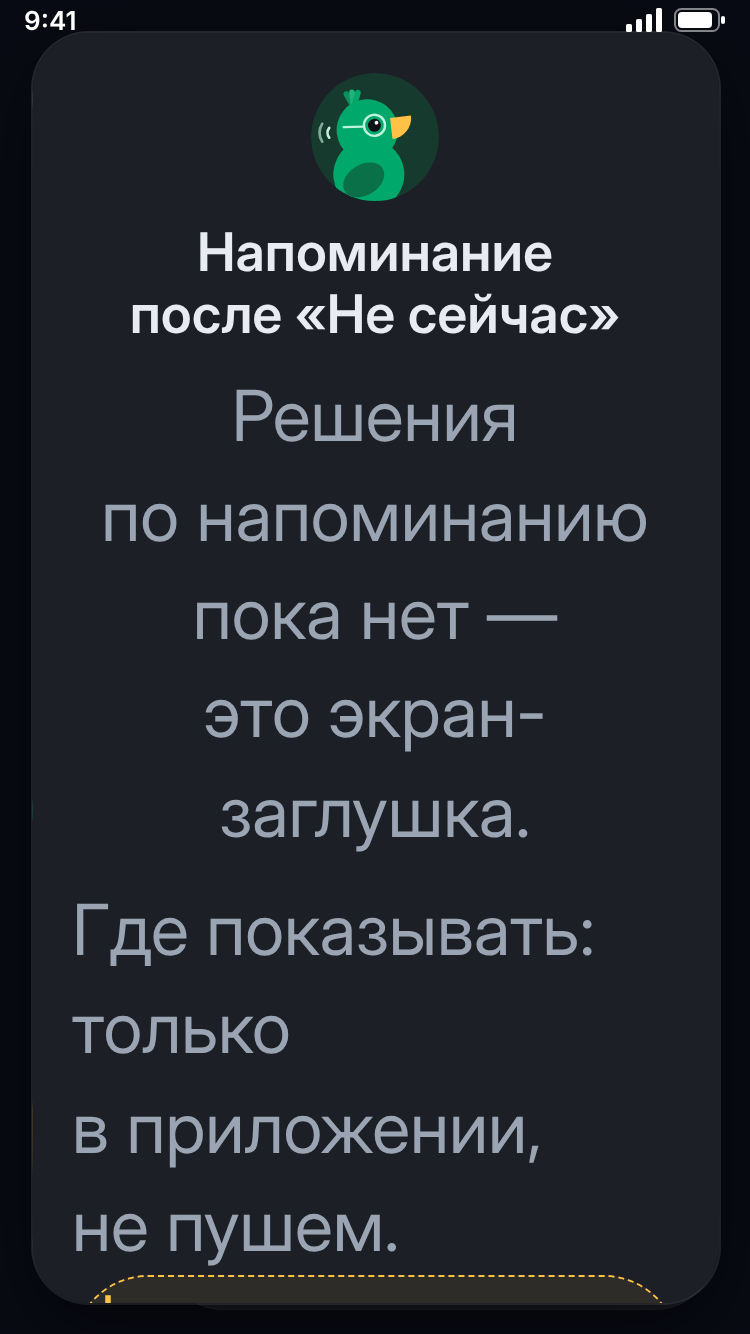 9:41
Напоминание
после «Не сейчас»
Решения
по напоминанию
пока нет —
это экран-
заглушка.
Где показывать:
только
в приложении,
не пушем.